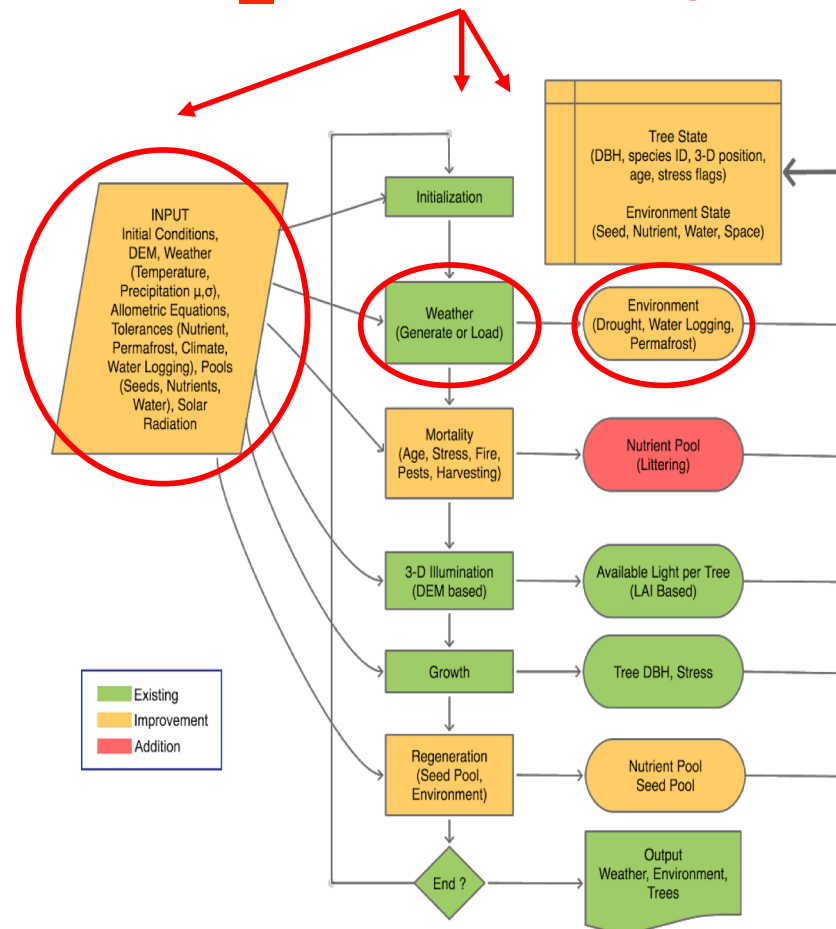 Tree State
(DBH, species ID, 3-D position,
age, stress flags)
Environment State
(Seed, Nutrient, Water, Space)
INPUT
Initial Conditions,
DEM, Weather
(Temperature,
Precipitation μ,σ),
Allometric Equations,
Tolerances (Nutrient,
Permafrost, Climate,
Water Logging), Pools
(Seeds, Nutrients,
Water), Solar
Radiation
Initialization
Weather
(Generate or Load)
Environment
(Drought, Water Logging,
Permafrost)
Mortality
(Age, Stress, Fire,
Pests, Harvesting)
Nutrient Pool
(Littering)
3-D Illumination
(DEM based)
Available Light per Tree
(LAI Based)
Growth
Tree DBH, Stress
Existing
Improvement
Addition
Regeneration
(Seed Pool,
Environment)
Nutrient Pool
Seed Pool
End ?
Output
Weather, Environment,
Trees